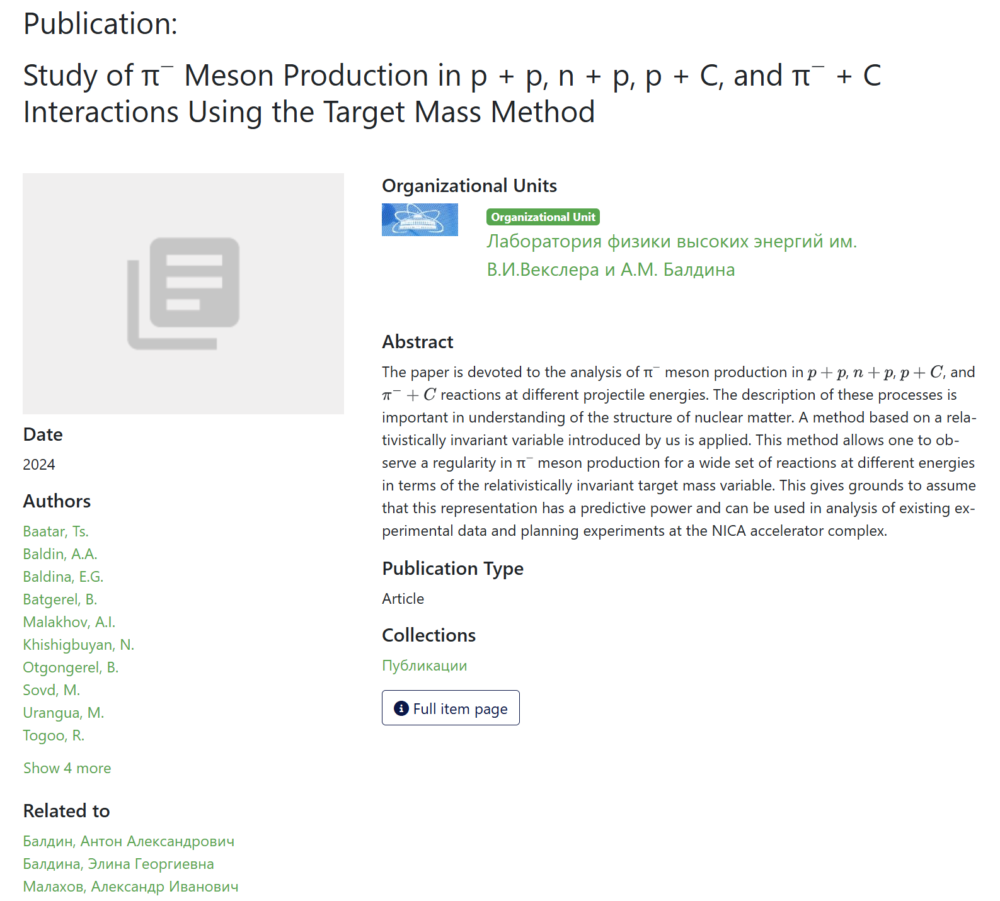 Publication:
Study of π⁻ Meson Production in p + p, n + p, p + C, and π⁻ + C
Interactions Using the Target Mass Method
Organizational Units
Organizational Unit
Лаборатория физики высоких энергий им.
В.И.Векслера и А.М. Балдина
Abstract
The paper is devoted to the analysis of π⁻ meson production in p + p, n + p, p + C, and
π⁻ + C reactions at different projectile energies. The description of these processes is
important in understanding of the structure of nuclear matter. A method based on a rela-
tivistically invariant variable introduced by us is applied. This method allows one to ob-
serve a regularity in π⁻ meson production for a wide set of reactions at different energies
in terms of the relativistically invariant target mass variable. This gives grounds to assume
that this representation has a predictive power and can be used in analysis of existing ex-
perimental data and planning experiments at the NICA accelerator complex.
Publication Type
Article
Collections
Публикации
Full item page
Date
2024
Authors
Baatar, Ts.
Baldin, A.A.
Baldina, E.G.
Batgerel, B.
Malakhov, A.I.
Khishigbuyan, N.
Otgongerel, B.
Sovd, M.
Urangua, M.
Togoo, R.
Show 4 more
Related to
Балдин, Антон Александрович
Балдина, Элина Георгиевна
Малахов, Александр Иванович